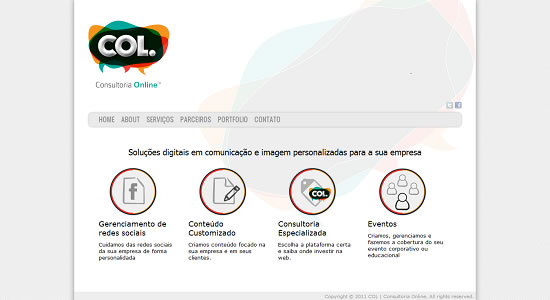 COL.
Consultoria Online™
HOME ABOUT SERVIÇOS PARCEIROS PORTFOLIO CONTATO
Soluções digitais em comunicação e imagem personalizadas para a sua empresa
COL.
Gerenciamento de
redes sociais
Cuidamos das redes sociais
da sua empresa de forma
personalidada
Conteúdo
Customizado
Criamos conteúdo focado na
sua empresa e em seus
clientes.
Consultoria
Especializada
Escolha a plataforma certa
e saiba onde investir na
web.
Eventos
Criamos, gerenciamos e
fazemos a cobertura do seu
evento corporativo ou
educacional
Copyright © 2011 COL | Consultoria Online. All rights reserved.